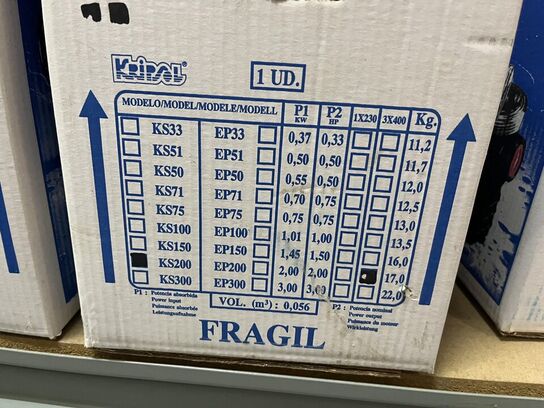 KRIPSOL
1 UD.
MODELO/MODEL/MODELE/MODELL P1 KW P2 HP 1X230 3X400 Kg.
KS33 EP33 0,37 0,33 11,2
KS51 EP51 0,50 0,50 11,7
KS50 EP50 0,55 0,50 12,0
KS71 EP71 0,70 0,75 12,5
KS75 EP75 0,75 0,75 13,0
KS100 EP100 1,01 1,00 13,5
KS150 EP150 1,45 1,50 16,0
KS200 EP200 2,00 2,00 17,0
KS300 EP300 3,00 3,00 22,0
P1 : Potencia absorbida
Power input
Puissance absorbée
Leistungsaufnahme
VOL. (m³) : 0,056
P2 : Potencia nominal
Power output
Puissance du moteur
Wirkleistung
FRAGIL